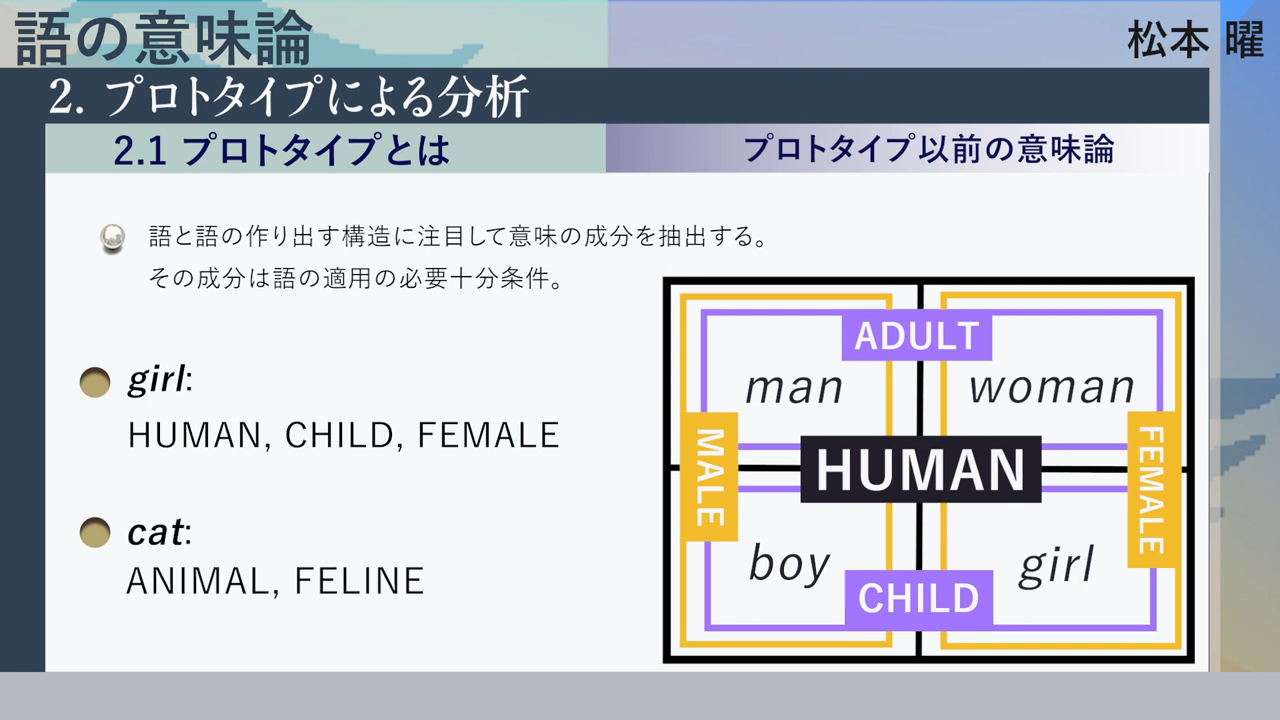 語の意味論
松本 曜
2. プロトタイプによる分析
2.1 プロトタイプとは
プロトタイプ以前の意味論
語と語の作り出す構造に注目して意味の成分を抽出する。
その成分は語の適用の必要十分条件。
girl:
HUMAN, CHILD, FEMALE
cat:
ANIMAL, FELINE
ADULT
man
woman
MALE
HUMAN
FEMALE
boy
girl
CHILD